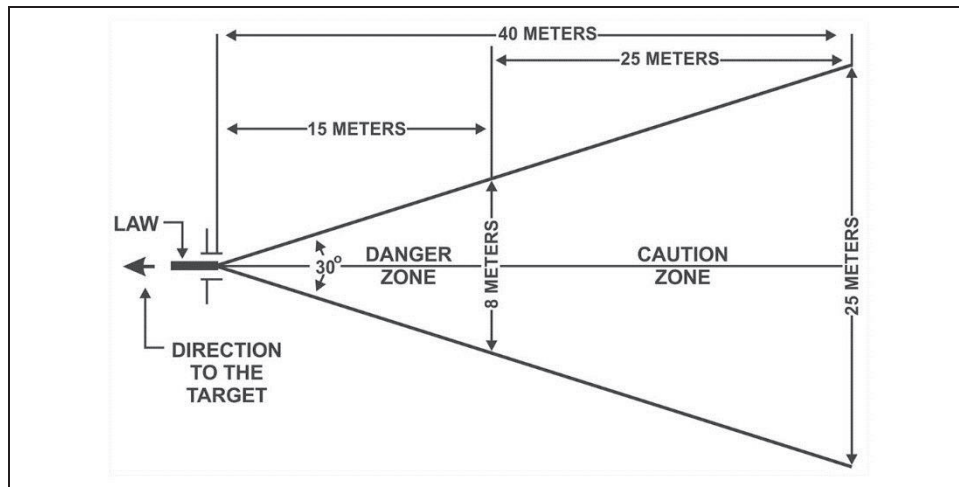 40 METERS
25 METERS
15 METERS
LAW
30°
DANGER
ZONE
8 METERS
CAUTION
ZONE
25 METERS
DIRECTION
TO THE
TARGET